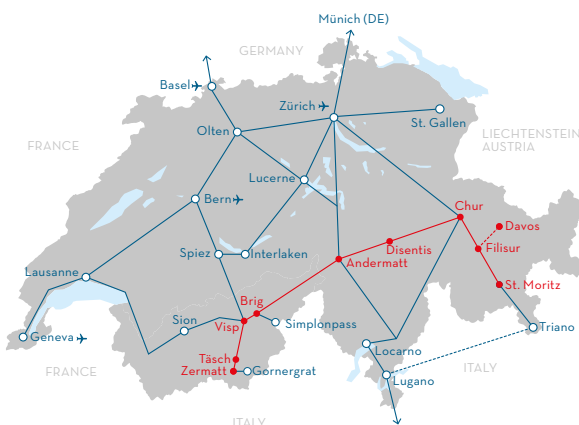 Münich (DE)
GERMANY
Basel
Zürich
St. Gallen
Olten
LIECHTENSTEIN
AUSTRIA
FRANCE
Lucerne
Bern
Chur
Davos
Filisur
Disentis
Spiez
Interlaken
Andermatt
Lausanne
St. Moritz
Brig
Sion
Visp
Simplonpass
Triano
Geneva
Locarno
Täsch
Zermatt
Gornergrat
FRANCE
ITALY
Lugano
ITALY